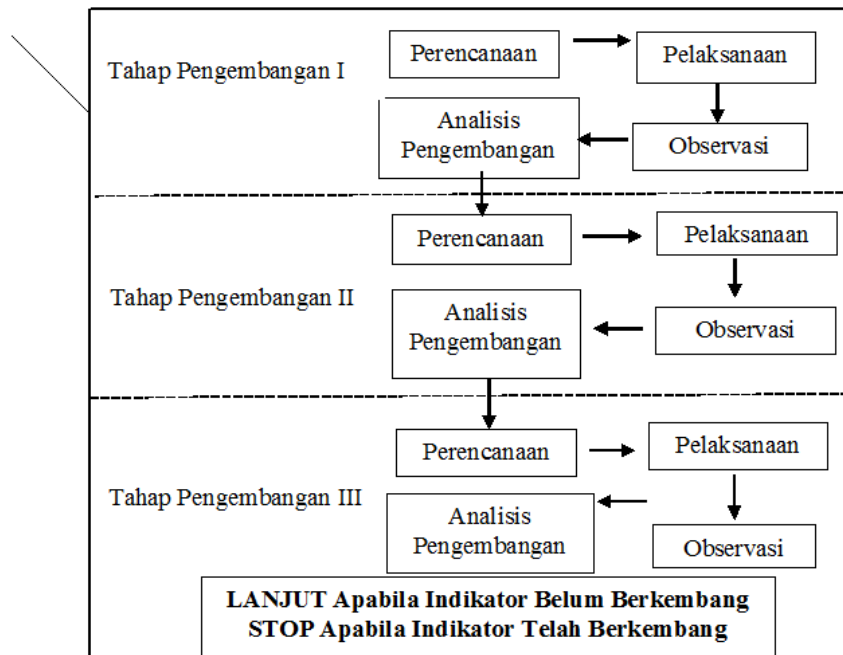 Tahap Pengembangan I
Perencanaan
Pelaksanaan
Analisis
Pengembangan
Observasi
Tahap Pengembangan II
Perencanaan
Pelaksanaan
Analisis
Pengembangan
Observasi
Tahap Pengembangan III
Perencanaan
Pelaksanaan
Analisis
Pengembangan
Observasi
LANJUT Apabila Indikator Belum Berkembang
STOP Apabila Indikator Telah Berkembang